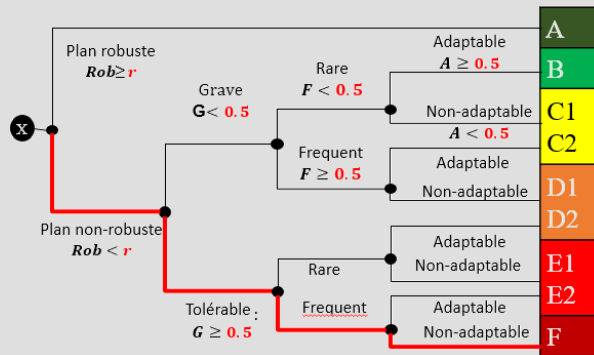 Plan robuste
Rob≥r
x
Plan non-robuste
Rob < r
Grave
G< 0.5
Tolérable :
G ≥ 0.5
Rare
F < 0.5
Frequent
F ≥ 0.5
Rare
Frequent
Adaptable
A ≥ 0.5
Non-adaptable
A < 0.5
Adaptable
Non-adaptable
Adaptable
Non-adaptable
Adaptable
Non-adaptable
A
B
C1
C2
D1
D2
E1
E2
F